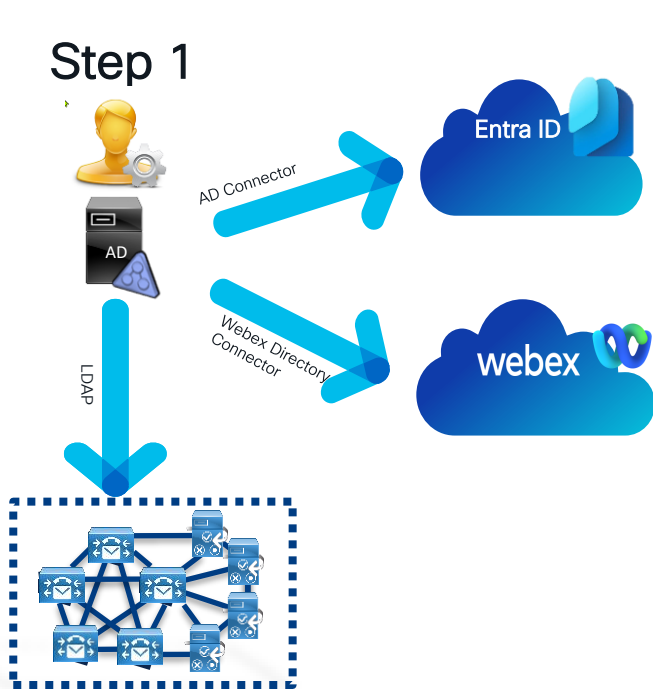 Step 1
AD Connector
Entra ID
AD
Webex Directory
Connector
LDAP
webex